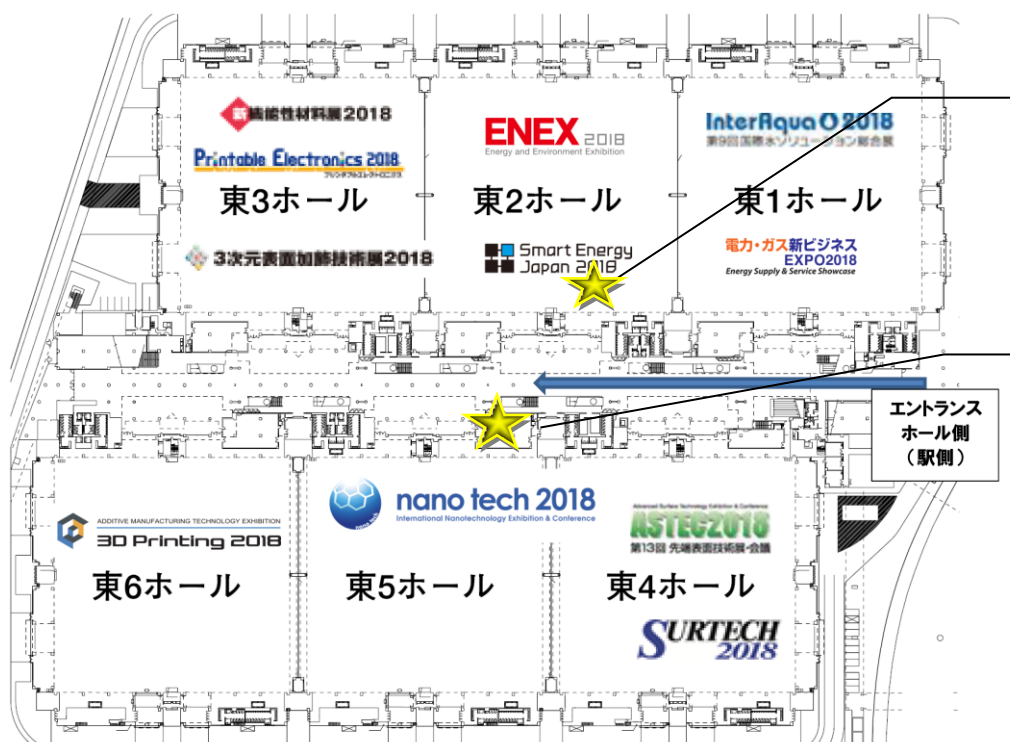 新機能性材料展2018
Printable Electronics 2018
プリンタブルエレクトロニクス
東3ホール
3次元表面加飾技術展2018
ENEX 2018
Energy and Environment Exhibition
東2ホール
Smart Energy
Japan 2018
InterAqua 2018
第9回国際水ソリューション総合展
東1ホール
電力・ガス新ビジネス
EXPO2018
Energy Supply & Service Showcase
エントランス
ホール側
（駅側）
ADDITIVE MANUFACTURING TECHNOLOGY EXHIBITION
3D Printing 2018
東6ホール
nano tech
nano tech 2018
International Nanotechnology Exhibition & Conference
東5ホール
Advanced Surface Technology Exhibition & Conference
ASTEC2018
第13回 先端表面技術展・会議
東4ホール
SURTECH
2018